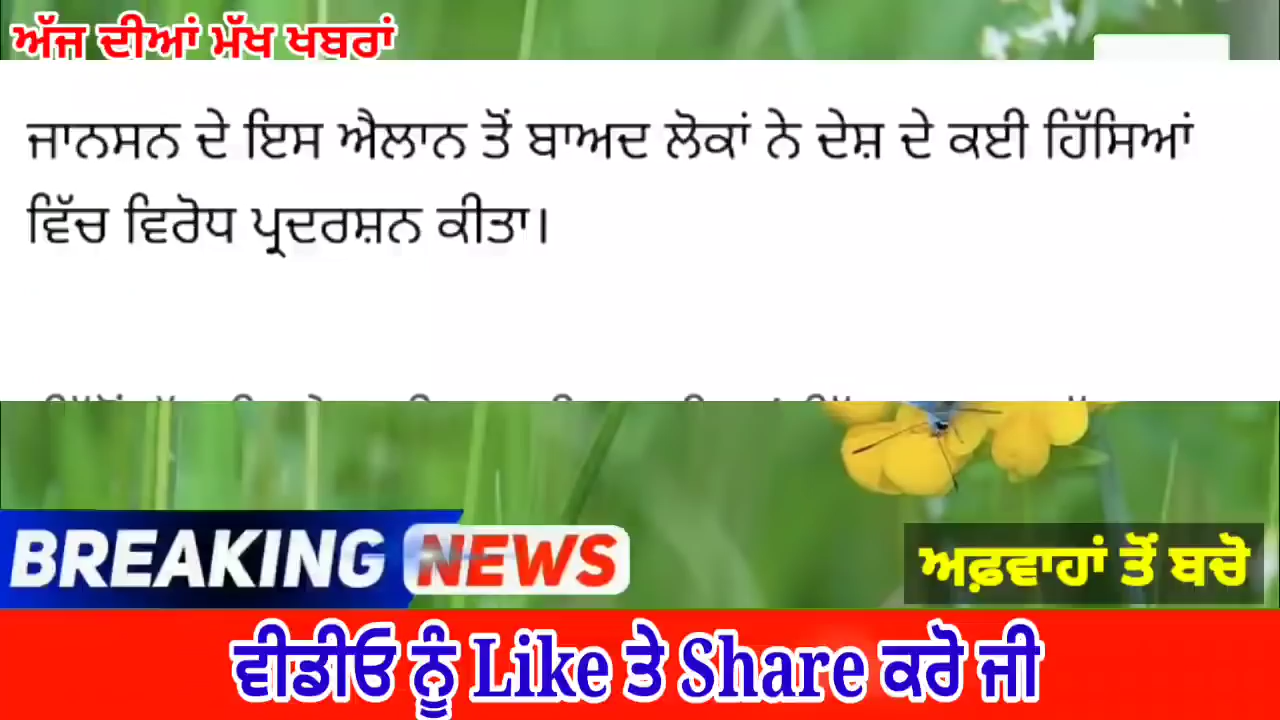 ਅੱਜ ਦੀਆਂ ਮੁੱਖ ਖਬਰਾਂ
ਜਾਨਸਨ ਦੇ ਇਸ ਐਲਾਨ ਤੋਂ ਬਾਅਦ ਲੋਕਾਂ ਨੇ ਦੇਸ਼ ਦੇ ਕਈ ਹਿੱਸਿਆਂ
ਵਿੱਚ ਵਿਰੋਧ ਪ੍ਰਦਰਸ਼ਨ ਕੀਤਾ।
BREAKING NEWS
ਅਫ਼ਵਾਹਾਂ ਤੋਂ ਬਚੋ
ਵੀਡੀਓ ਨੂੰ Like ਤੇ Share ਕਰੋ ਜੀ